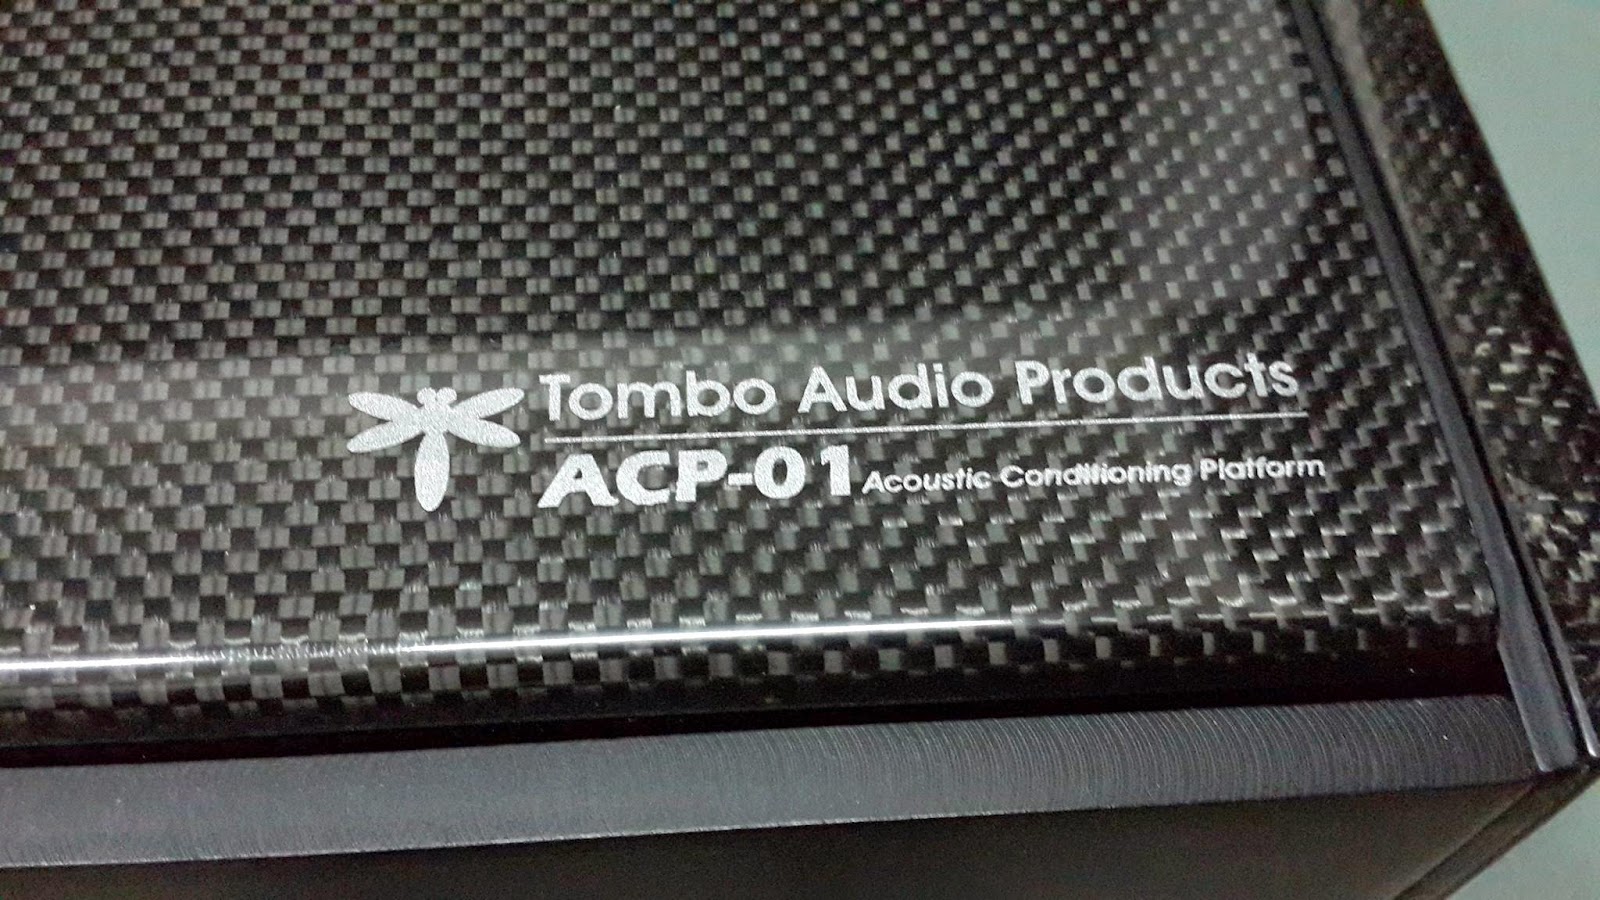 Tombo Audio Products
ACP-01 Acoustic Conditioning Platform